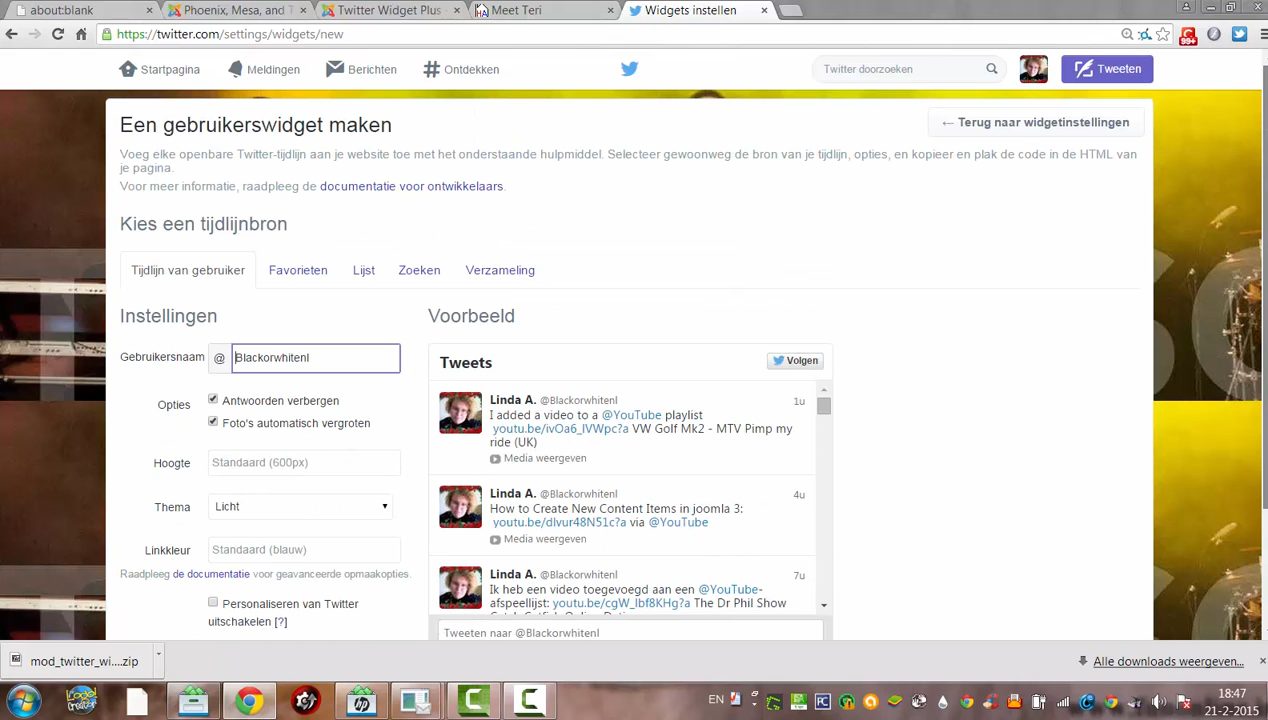 about:blank
Phoenix, Mesa, and T
Twitter Widget Plus
Meet Teri
Widgets instellen
https://twitter.com/settings/widgets/new
99+
Startpagina
Meldingen
Berichten
Ontdekken
Twitter doorzoeken
Tweeten
Een gebruikerswidget maken
← Terug naar widgetinstellingen
Voeg elke openbare Twitter-tijdlijn aan je website toe met het onderstaande hulpmiddel. Selecteer gewoonweg de bron van je tijdlijn, opties, en kopieer en plak de code in de HTML van
je pagina.
Voor meer informatie, raadpleeg de documentatie voor ontwikkelaars.
Kies een tijdlijnbron
Tijdlijn van gebruiker
Favorieten
Lijst
Zoeken
Verzameling
Instellingen
Gebruikersnaam @ Blackorwhitenl
Opties
Antwoorden verbergen
Foto's automatisch vergroten
Hoogte Standaard (600px)
Thema Licht
Linkkleur Standaard (blauw)
Raadpleeg de documentatie voor geavanceerde opmaakopties.
Personaliseren van Twitter
uitschakelen [?]
Voorbeeld
Tweets
Volgen
Linda A. @Blackorwhitenl 1u
I added a video to a @YouTube playlist
youtu.be/ivOa6_IVWpc?a VW Golf Mk2 - MTV Pimp my
ride (UK)
Media weergeven
Linda A. @Blackorwhitenl 4u
How to Create New Content Items in joomla 3:
youtu.be/dlvur48N51c?a via @YouTube
Media weergeven
Linda A. @Blackorwhitenl 7u
Ik heb een video toegevoegd aan een @YouTube-
afspeellijst: youtu.be/cgW_lbf8KHg?a The Dr Phil Show
Tweeten naar @Blackorwhitenl
mod_twitter_wi....zip
Alle downloads weergeven...
EN
18:47
21-2-2015